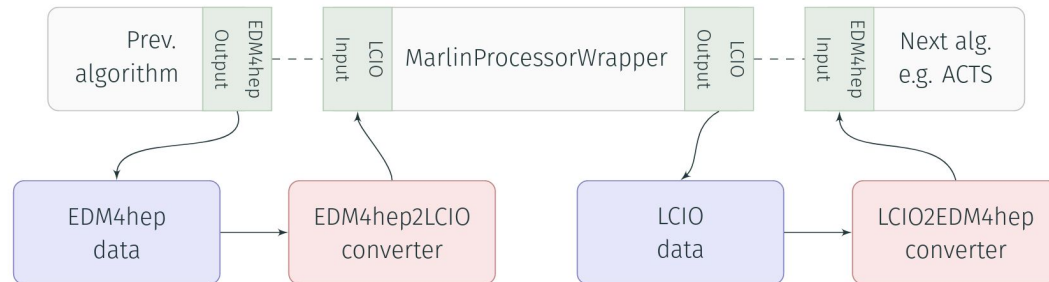 Prev.
algorithm
EDM4hep
Output
LCIO
Input
MarlinProcessorWrapper
LCIO
Output
EDM4hep
Input
Next alg.
e.g. ACTS
EDM4hep
data
EDM4hep2LCIO
converter
LCIO
data
LCIO2EDM4hep
converter